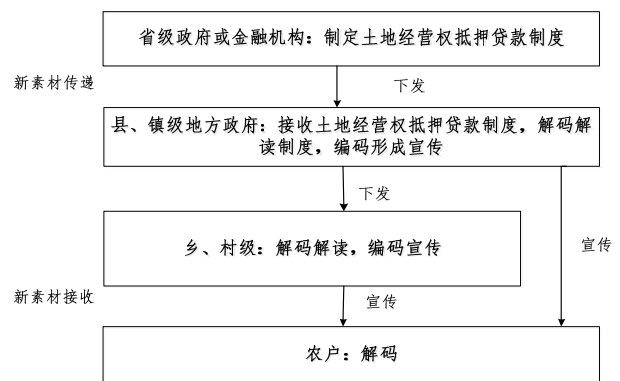 省级政府或金融机构：制定土地经营权抵押贷款制度
新素材传递
下发
县、镇级地方政府：接收土地经营权抵押贷款制度，解码解
读制度，编码形成宣传
下发
乡、村级：解码解读，编码宣传
宣传
新素材接收
宣传
农户：解码